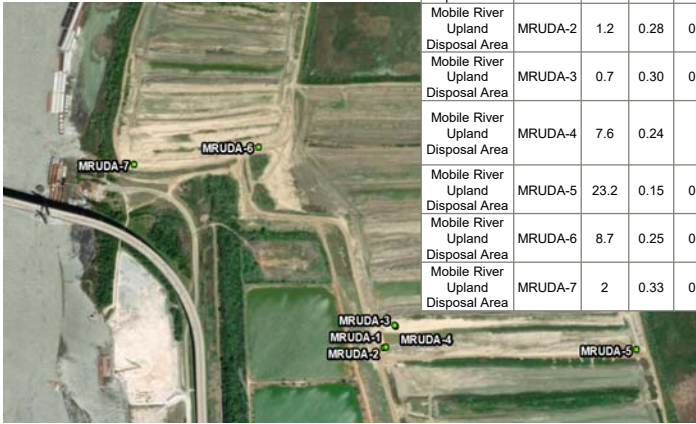 Mobile River
Upland
Disposal Area
MRUDA-2 1.2 0.28 0
Mobile River
Upland
Disposal Area
MRUDA-3 0.7 0.30 0
Mobile River
Upland
Disposal Area
MRUDA-4 7.6 0.24
Mobile River
Upland
Disposal Area
MRUDA-5 23.2 0.15 0
Mobile River
Upland
Disposal Area
MRUDA-6 8.7 0.25 0
Mobile River
Upland
Disposal Area
MRUDA-7 2 0.33 0
MRUDA-6
MRUDA-7
MRUDA-3
MRUDA-1
MRUDA-4
MRUDA-2
MRUDA-5